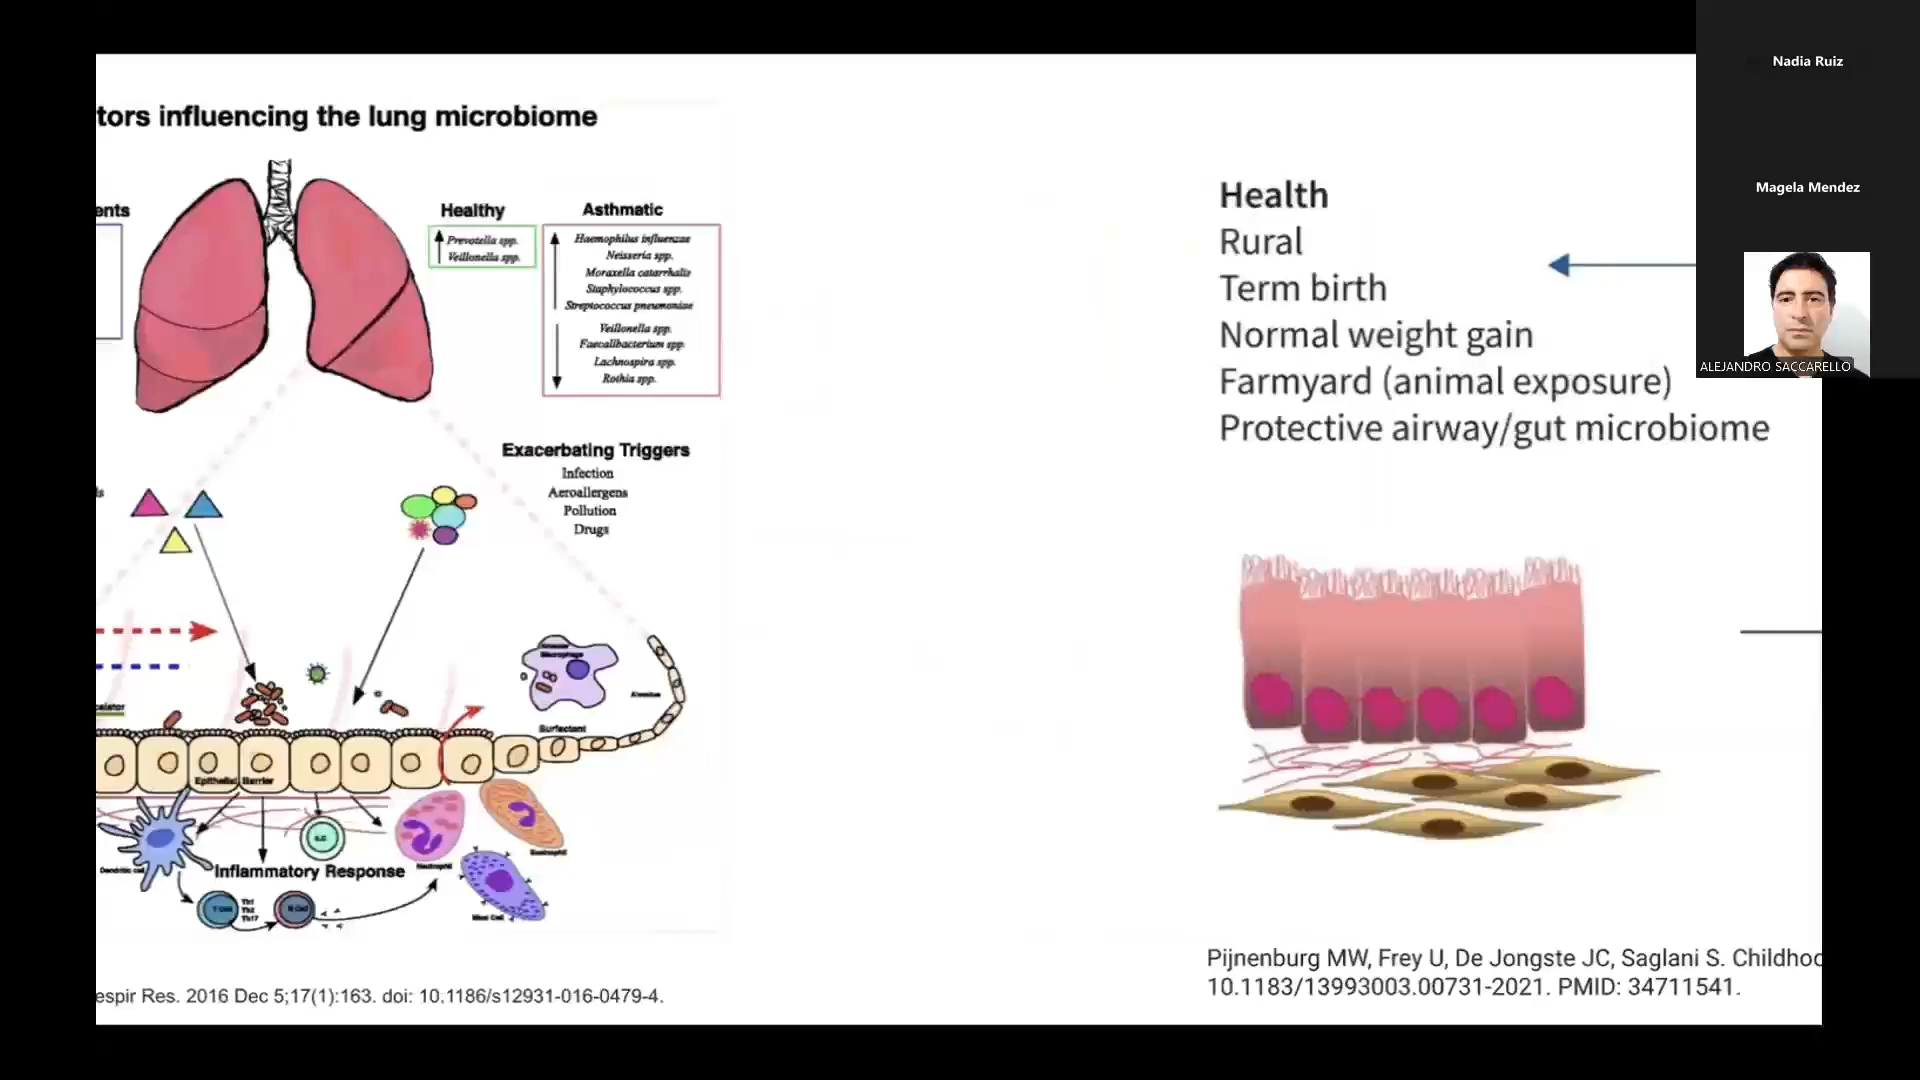 tors influencing the lung microbiome
ents
Healthy
Prevotella spp.
Veillonella spp.
Asthmatic
Haemophilus influenzae
Neisseria spp.
Moraxella catarrhalis
Staphylococcus spp.
Streptococcus pneumoniae
Veillonella spp.
Faecalibacterium spp.
Lachnospira spp.
Rothia spp.
Exacerbating Triggers
Infection
Aeroallergens
Pollution
Drugs
ls
Macrophage
Alveolus
calator
Surfactant
Epithelial Barrier
Dendritic cell
Inflammatory Response
Neutrophil
Eosinophil
Mast Cell
T Cell
Th1
Th2
Th17
B Cell
espir Res. 2016 Dec 5;17(1):163. doi: 10.1186/s12931-016-0479-4.
Health
Rural
Term birth
Normal weight gain
Farmyard (animal exposure)
Protective airway/gut microbiome
Pijnenburg MW, Frey U, De Jongste JC, Saglani S. Childhoo
10.1183/13993003.00731-2021. PMID: 34711541.
Nadia Ruiz
Magela Mendez
ALEJANDRO SACCARELLO